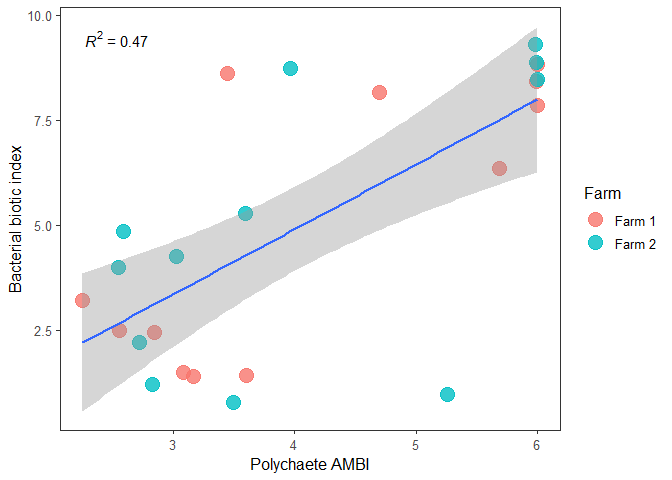 R² = 0.47
10.0
7.5
5.0
2.5
Bacterial biotic index
3 4 5 6
Polychaete AMBI
Farm
Farm 1
Farm 2